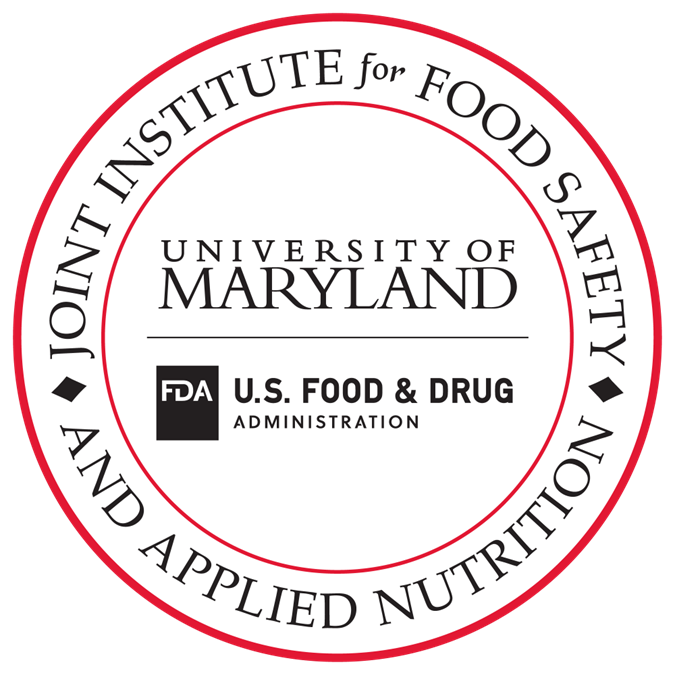 JOINT INSTITUTE for FOOD SAFETY
AND APPLIED NUTRITION
UNIVERSITY OF
MARYLAND
FDA
U.S. FOOD & DRUG
ADMINISTRATION